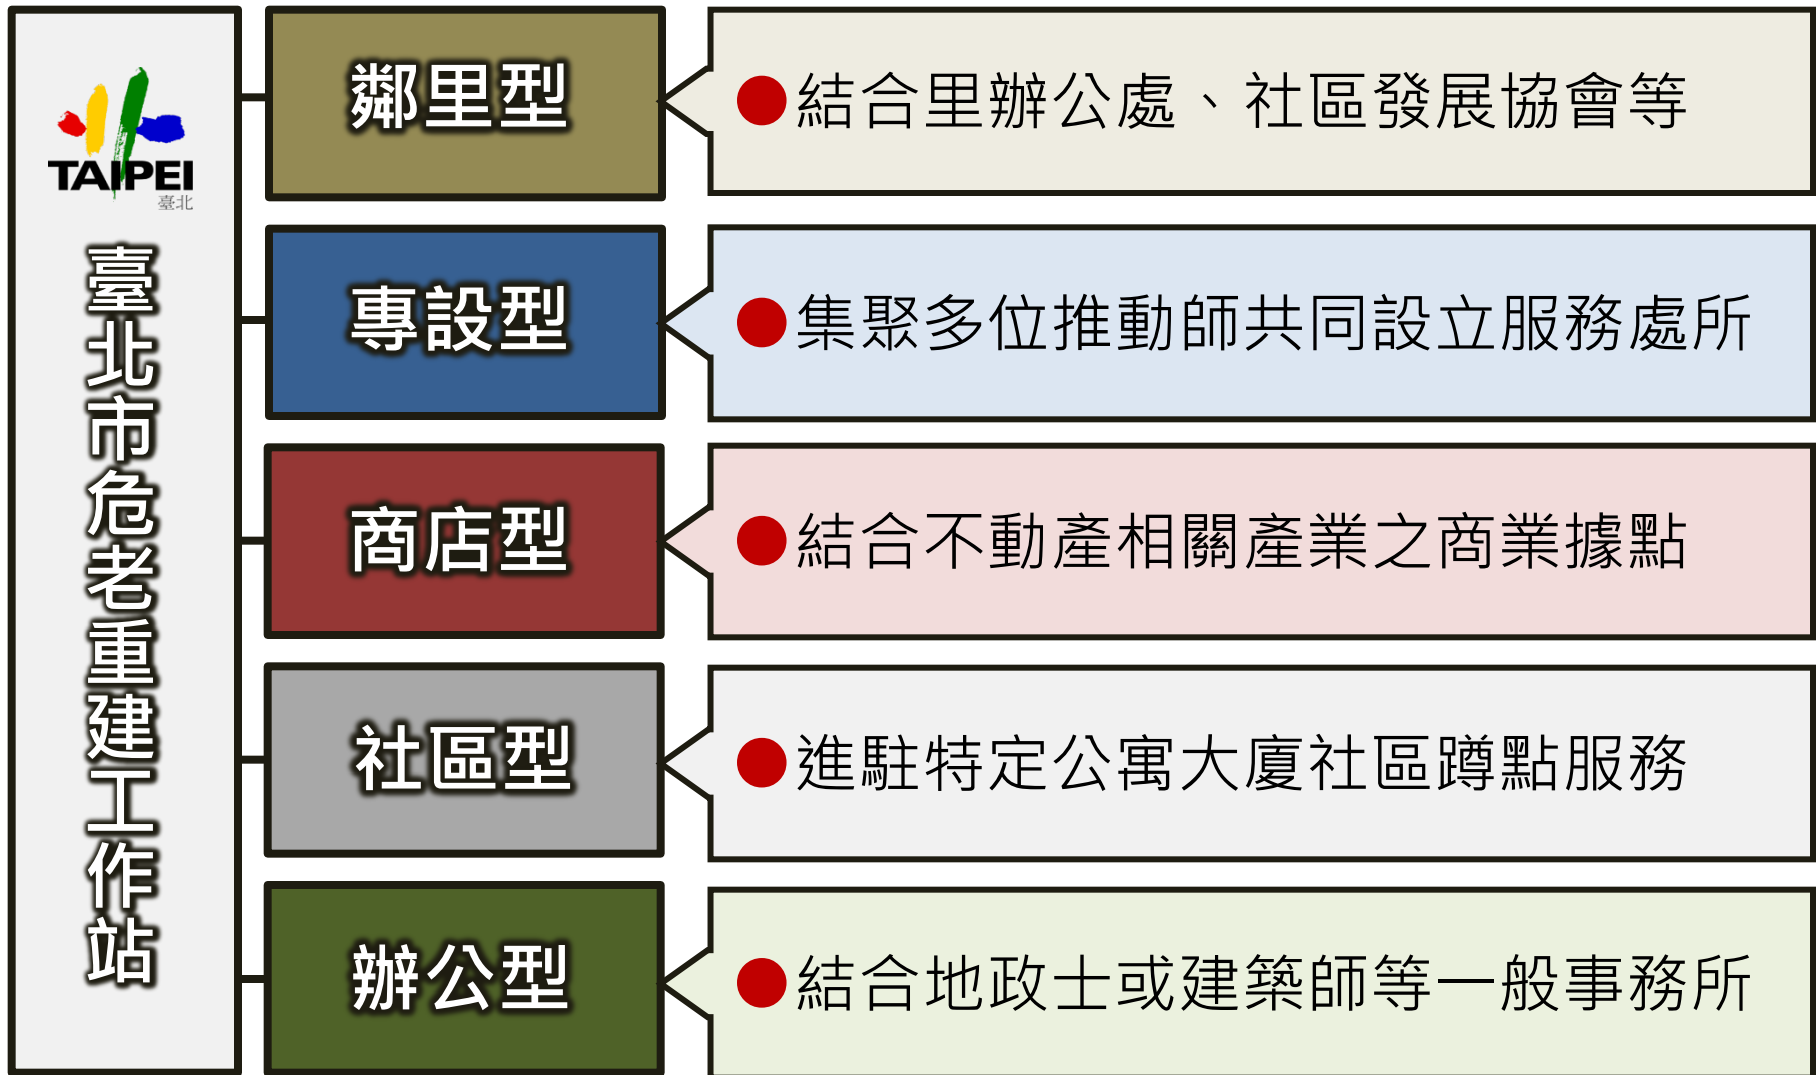 TAIPEI
臺北
臺北市危老重建工作站
鄰里型
●結合里辦公處、社區發展協會等
專設型
●集聚多位推動師共同設立服務處所
商店型
●結合不動產相關產業之商業據點
社區型
●進駐特定公寓大廈社區蹲點服務
辦公型
●結合地政士或建築師等一般事務所